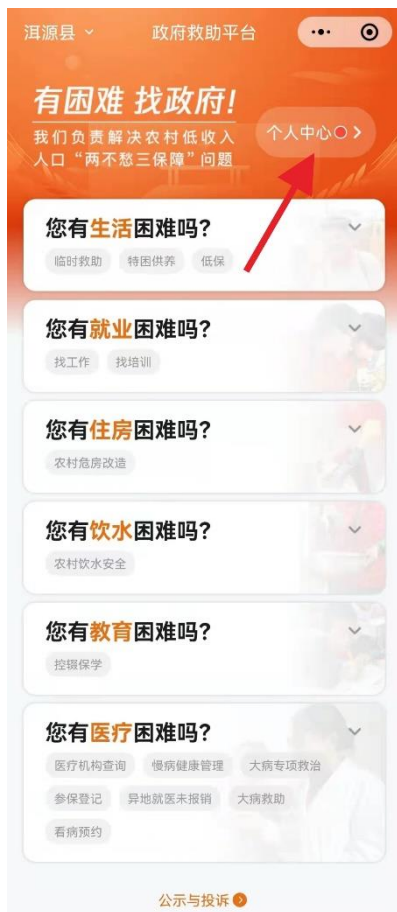 洱源县
政府救助平台
有困难 找政府!
我们负责解决农村低收入
人口“两不愁三保障”问题
个人中心
您有生活困难吗?
临时救助 特困供养 低保
您有就业困难吗?
找工作 找培训
您有住房困难吗?
农村危房改造
您有饮水困难吗?
农村饮水安全
您有教育困难吗?
控辍保学
您有医疗困难吗?
医疗机构查询 慢病健康管理 大病专项救治
参保登记 异地就医未报销 大病救助
看病预约
公示与投诉